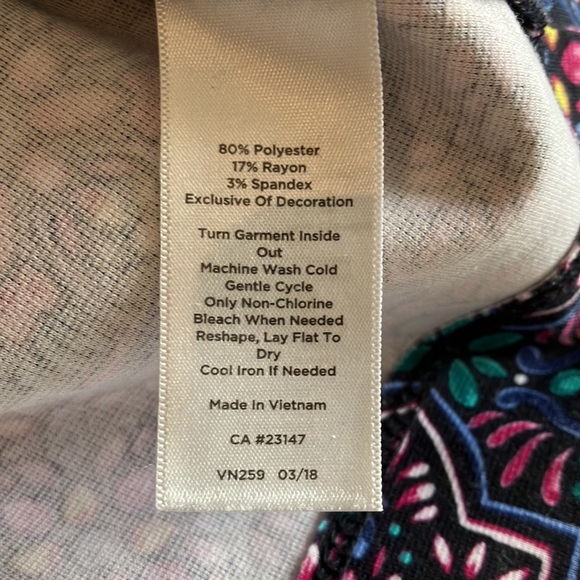 80% Polyester
17% Rayon
3% Spandex
Exclusive Of Decoration
Turn Garment Inside
Out
Machine Wash Cold
Gentle Cycle
Only Non-Chlorine
Bleach When Needed
Reshape, Lay Flat To
Dry
Cool Iron If Needed
Made In Vietnam
CA #23147
VN259 03/18